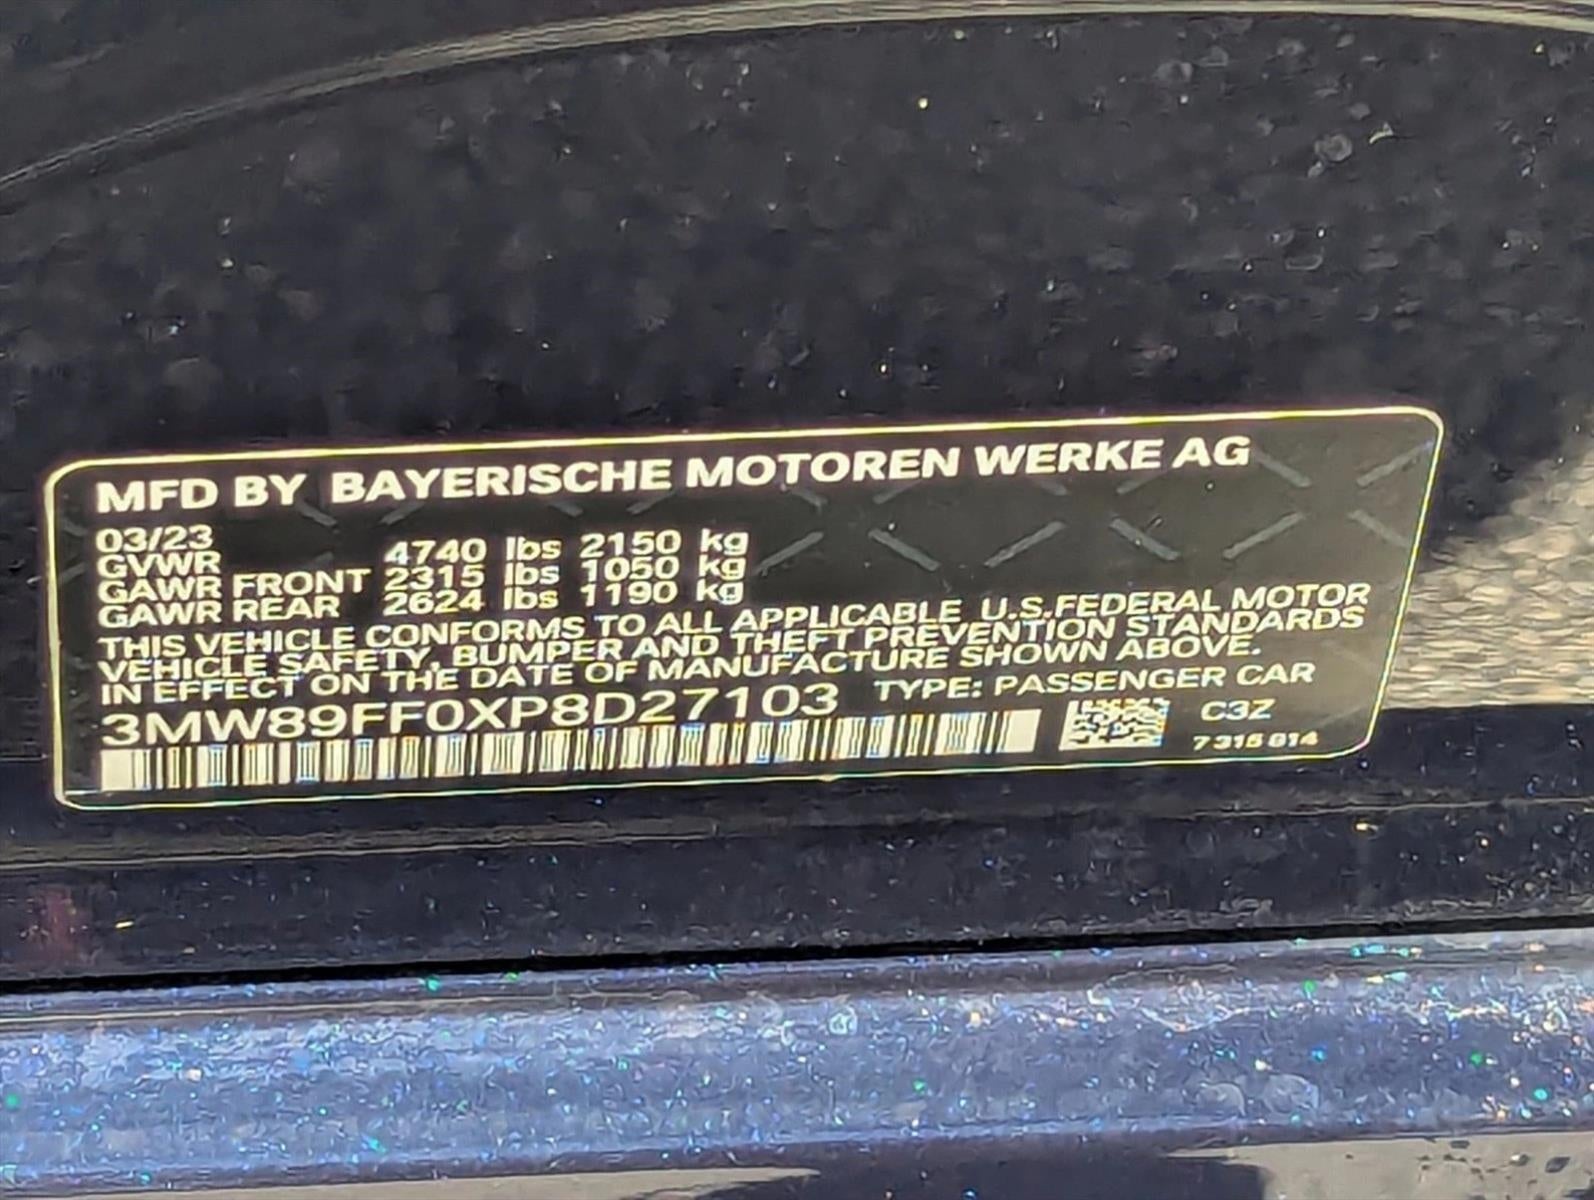 MFD BY BAYERISCHE MOTOREN WERKE AG
03/23
GVWR 4740 lbs 2150 kg
GAWR FRONT 2315 lbs 1050 kg
GAWR REAR 2624 lbs 1190 kg
THIS VEHICLE CONFORMS TO ALL APPLICABLE U.S.FEDERAL MOTOR
VEHICLE SAFETY, BUMPER AND THEFT PREVENTION STANDARDS
IN EFFECT ON THE DATE OF MANUFACTURE SHOWN ABOVE.
3MW89FF0XP8D27103 TYPE: PASSENGER CAR
C3Z
7 316 814